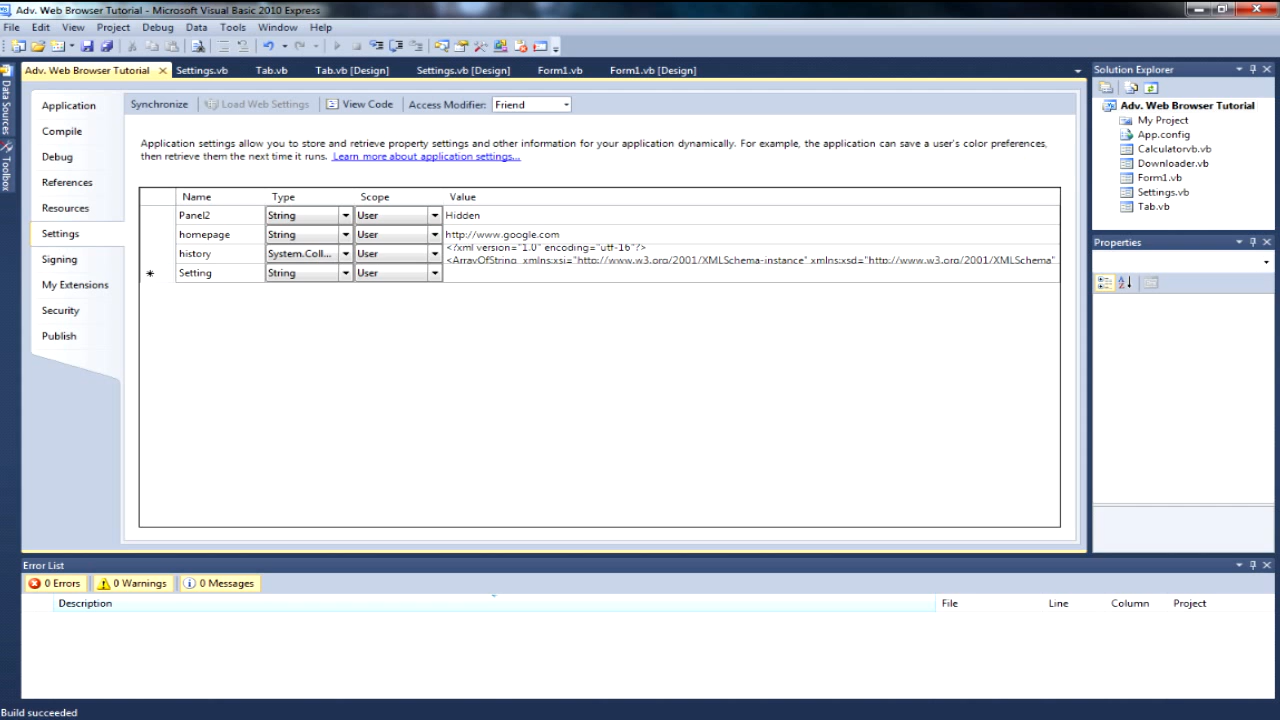 Adv. Web Browser Tutorial - Microsoft Visual Basic 2010 Express
File Edit View Project Debug Data Tools Window Help
Adv. Web Browser Tutorial Settings.vb Tab.vb Tab.vb [Design] Settings.vb [Design] Form1.vb Form1.vb [Design]
Data Sources
Toolbox
Application
Compile
Debug
References
Resources
Settings
Signing
My Extensions
Security
Publish
Synchronize Load Web Settings View Code Access Modifier: Friend
Application settings allow you to store and retrieve property settings and other information for your application dynamically. For example, the application can save a user's color preferences,
then retrieve them the next time it runs. Learn more about application settings...
Name Type Scope Value
Panel2 String User Hidden
homepage String User http://www.google.com
history System.Coll... User <?xml version="1.0" encoding="utf-16"?>
<ArrayOfString xmlns:xsi="http://www.w3.org/2001/XMLSchema-instance" xmlns:xsd="http://www.w3.org/2001/XMLSchema"
* Setting String User
Solution Explorer
Adv. Web Browser Tutorial
My Project
App.config
Calculatorvb.vb
Downloader.vb
Form1.vb
Settings.vb
Tab.vb
Properties
Error List
0 Errors 0 Warnings 0 Messages
Description File Line Column Project
Build succeeded